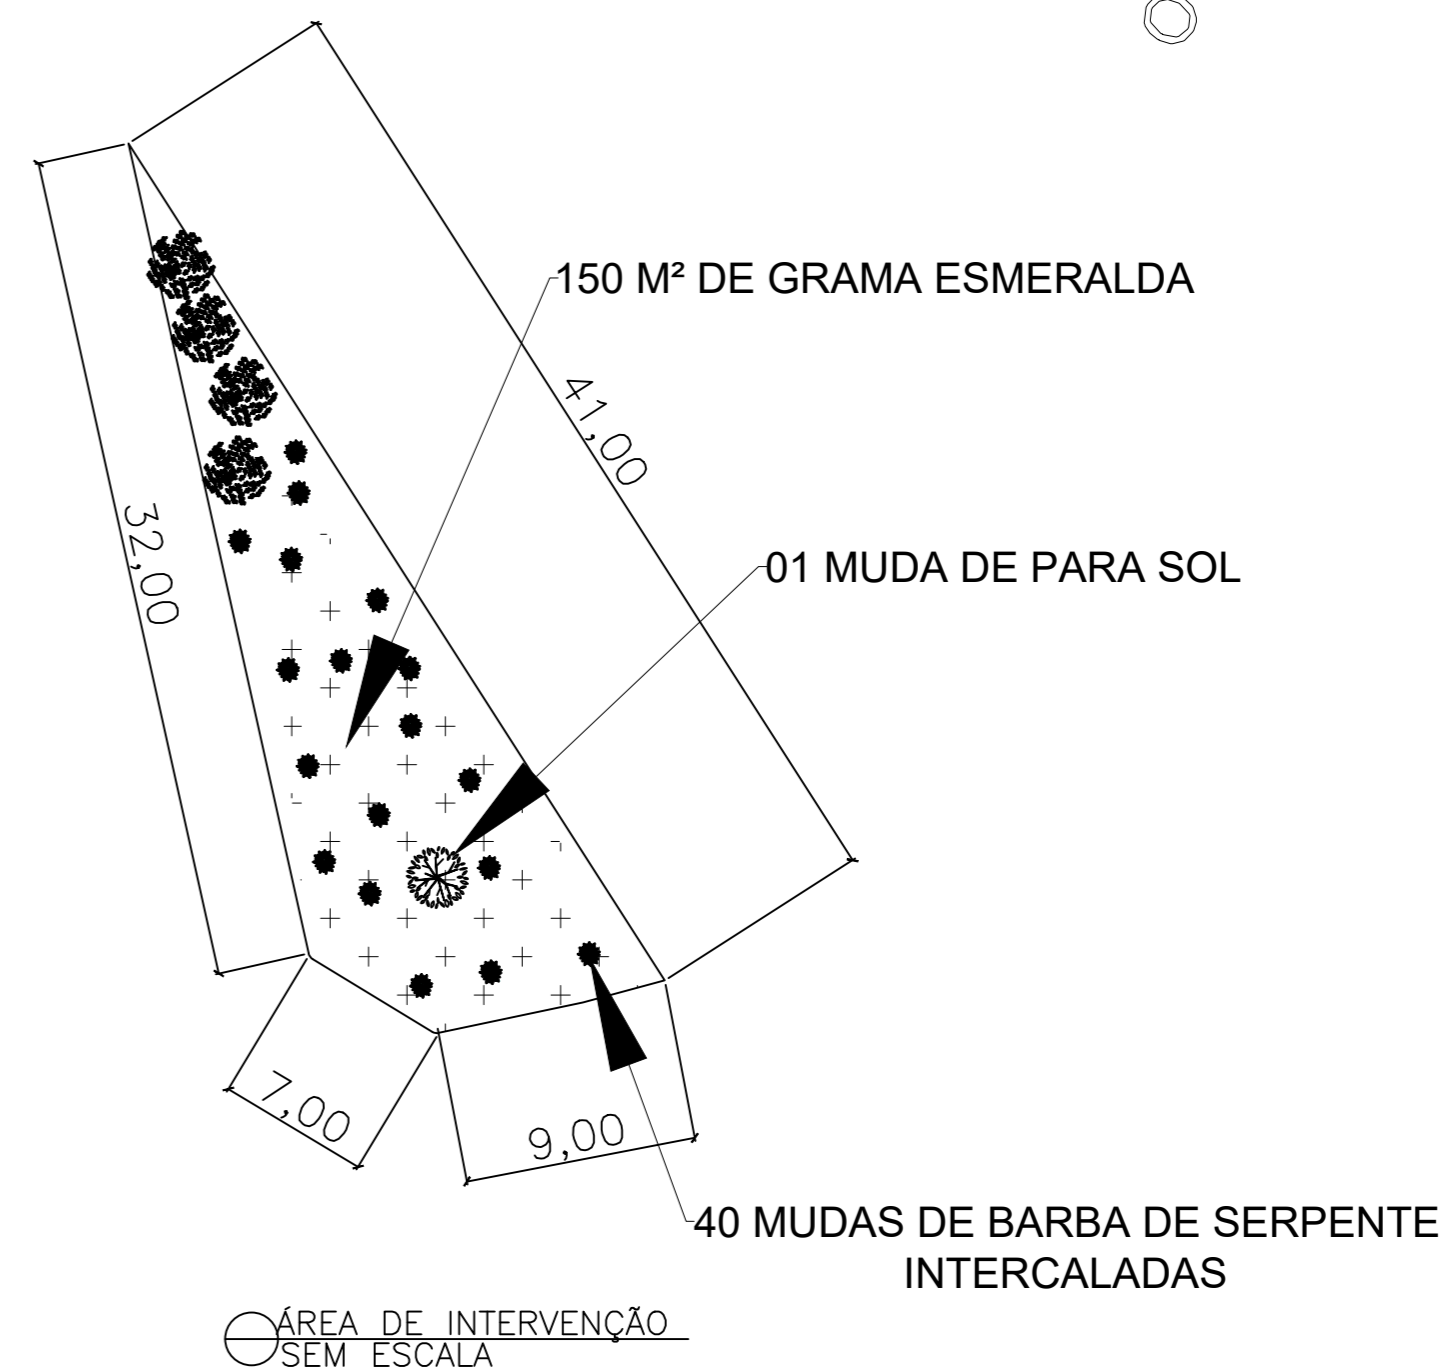 150 M² DE GRAMA ESMERALDA
41,00
32,00
01 MUDA DE PARA SOL
7,00
9,00
40 MUDAS DE BARBA DE SERPENTE
INTERCALADAS
ÁREA DE INTERVENÇÃO
SEM ESCALA